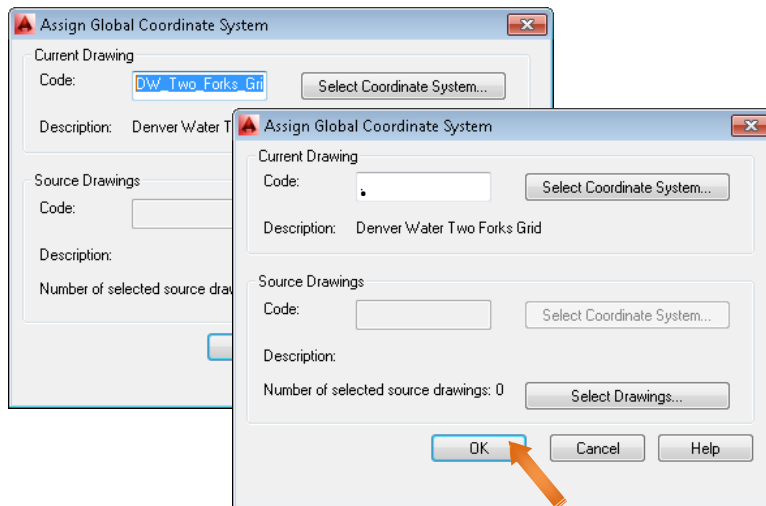 Assign Global Coordinate System
Current Drawing
Code: DW_Two_Forks_Gri Select Coordinate System...
Description: Denver Water T
Source Drawings
Code:
Description:
Number of selected source draw
Assign Global Coordinate System
Current Drawing
Code: . Select Coordinate System...
Description: Denver Water Two Forks Grid
Source Drawings
Code: Select Coordinate System...
Description:
Number of selected source drawings: 0 Select Drawings...
OK Cancel Help